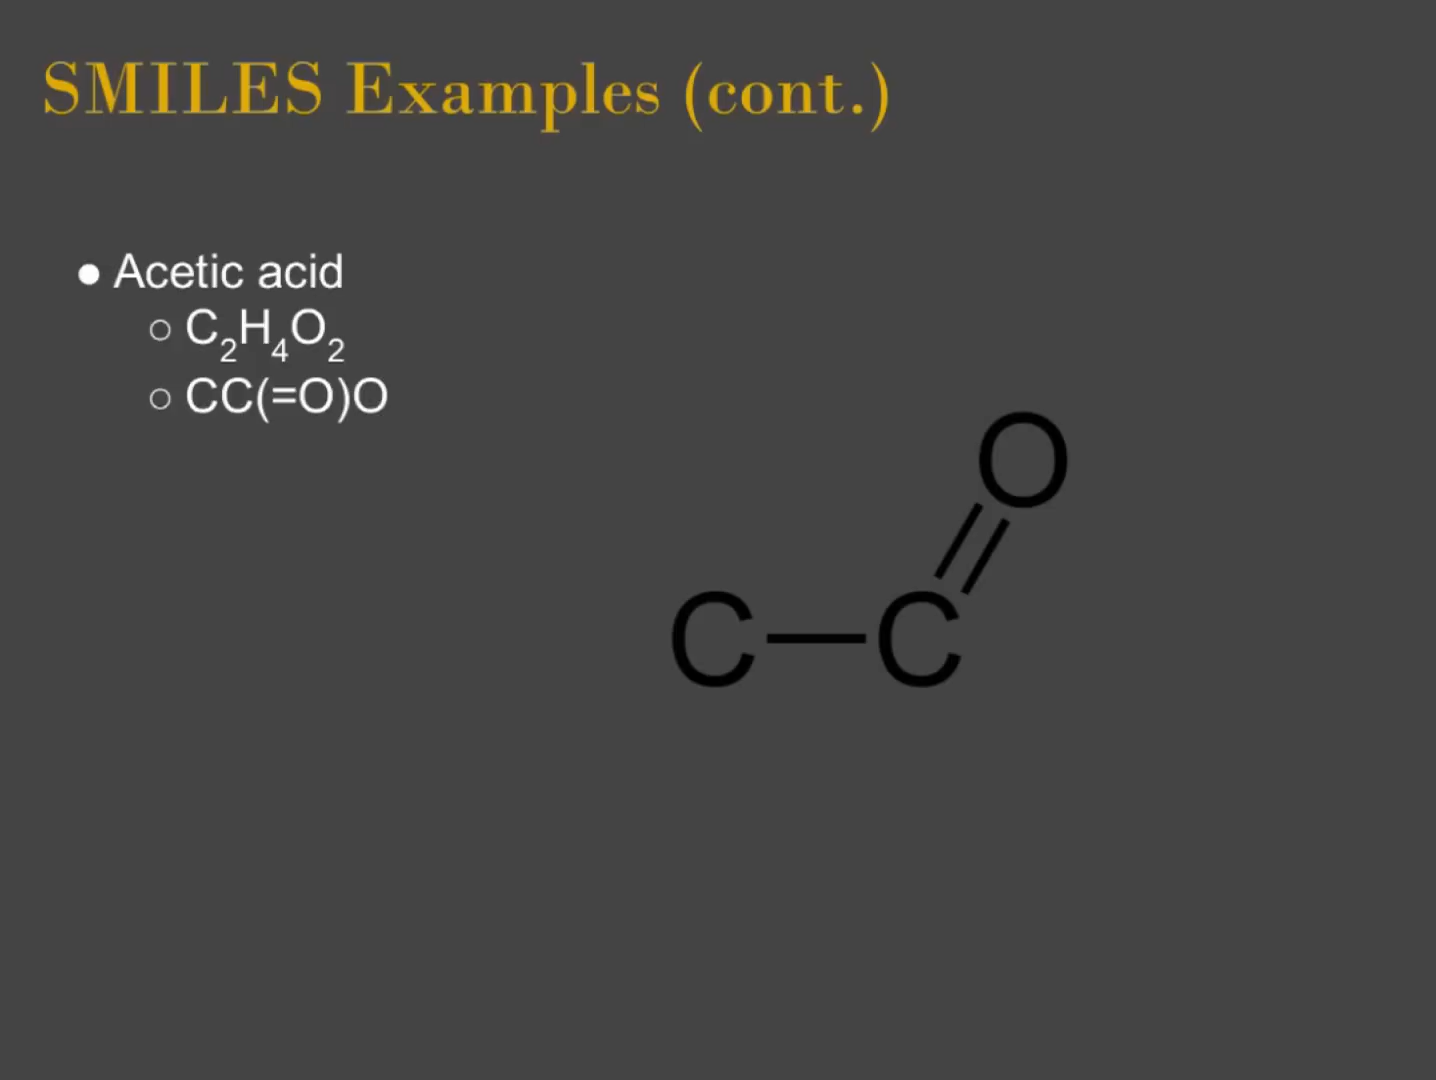 SMILES Examples (cont.)
● Acetic acid
○ C₂H₄O₂
○ CC(=O)O
O
C—C